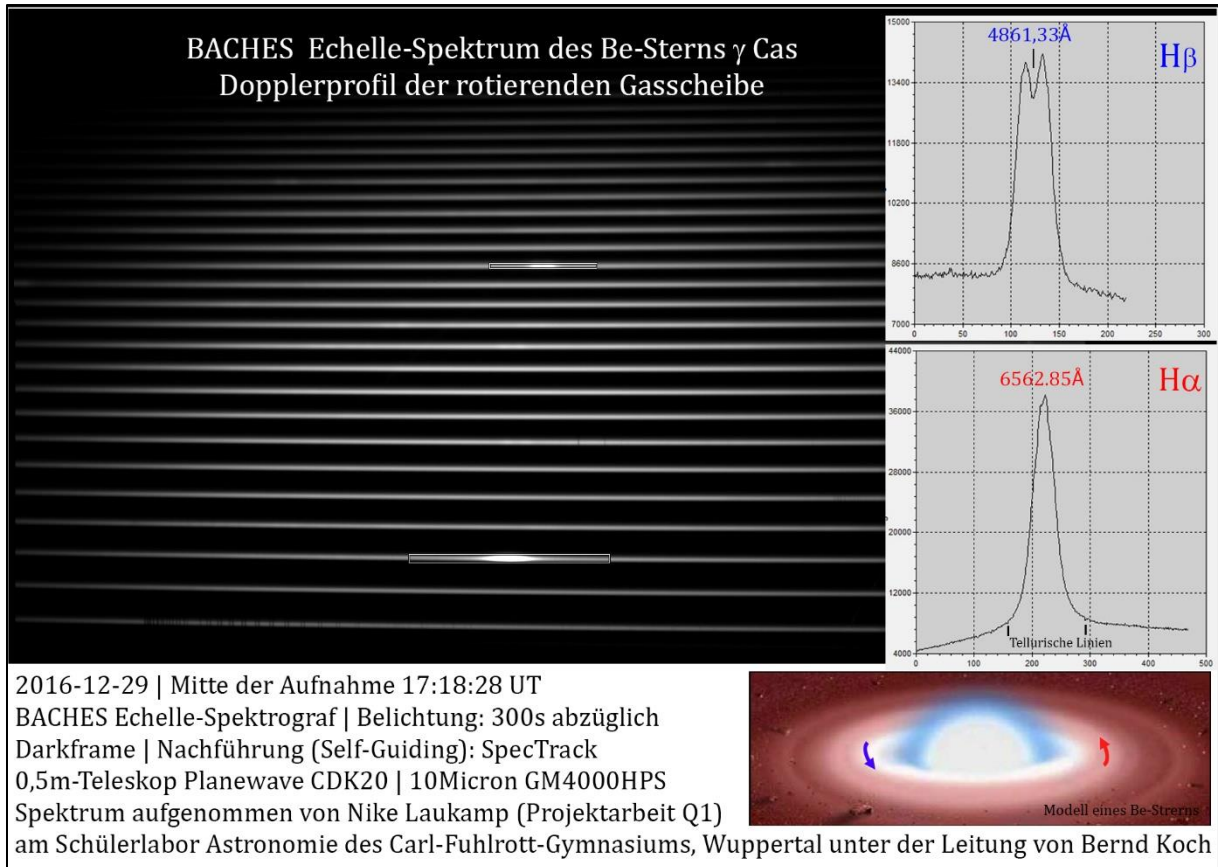 BACHES Echelle-Spektrum des Be-Sterns γ Cas
Dopplerprofil der rotierenden Gasscheibe
15000
13400
11800
10200
8600
7000
0 50 100 150 200 250 300
4861,33Å
Hβ
44000
36000
28000
20000
12000
4000
0 100 200 300 400 500
6562.85Å
Hα
Tellurische Linien
2016-12-29 | Mitte der Aufnahme 17:18:28 UT
BACHES Echelle-Spektrograf | Belichtung: 300s abzüglich
Darkframe | Nachführung (Self-Guiding): SpecTrack
0,5m-Teleskop Planewave CDK20 | 10Micron GM4000HPS
Spektrum aufgenommen von Nike Laukamp (Projektarbeit Q1)
am Schülerlabor Astronomie des Carl-Fuhlrott-Gymnasiums, Wuppertal unter der Leitung von Bernd Koch
Modell eines Be-Strerns